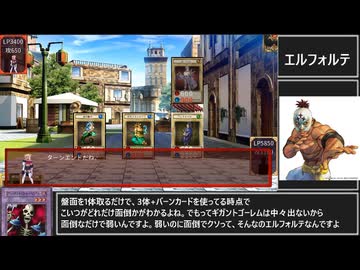 LP3400
攻650
エルフォルテ
LP5850
ターンエンドだね。
盤面を1体取るだけで、3体+バーンカードを使ってる時点で
こいつがどれだけ面倒かがわかるよね。でもってギガントゴーレムは中々出ないから
面倒なだけで弱いんですよ。弱いのに面倒でクソって、そんなのエルフォルテなんですよ